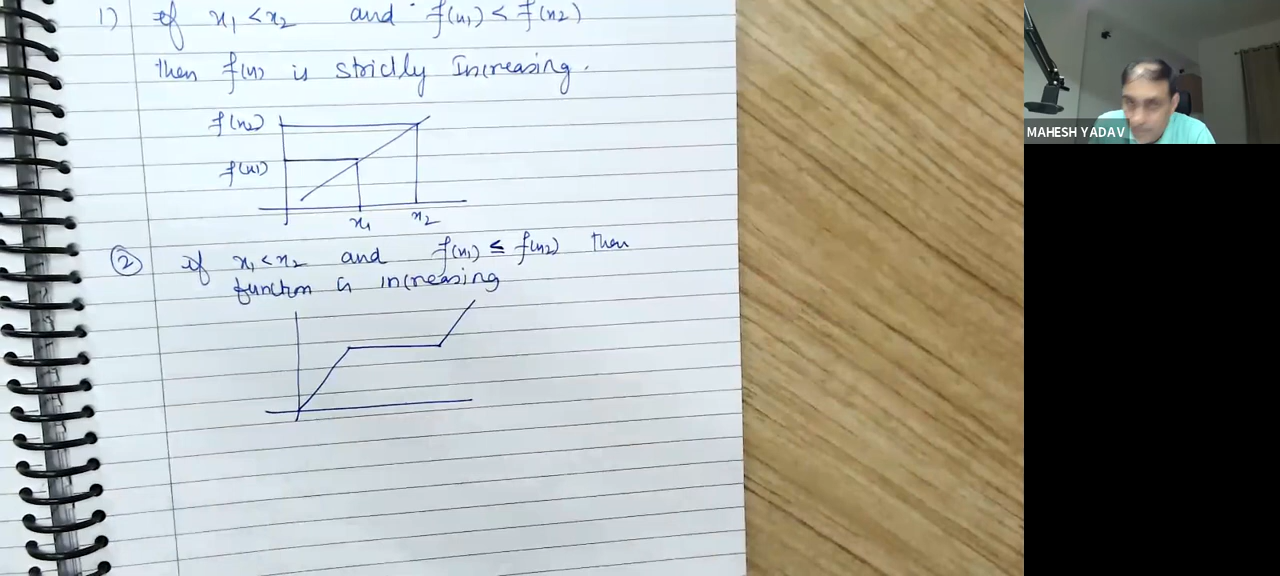 1) if x₁ < x₂ and f(x₁) < f(x₂)
then f(x) is strictly Increasing.
f(x₂)
f(x₁)
x₁ x₂
② if x₁ < x₂ and f(x₁) ≤ f(x₂) then
function is increasing
MAHESH YADAV